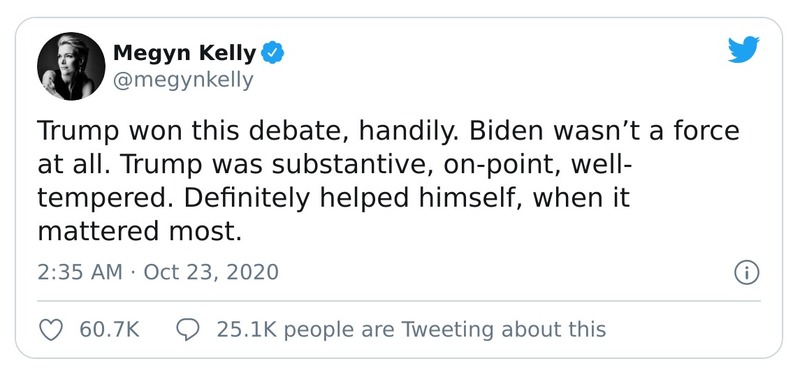 Megyn Kelly
@megynkelly
Trump won this debate, handily. Biden wasn’t a force
at all. Trump was substantive, on-point, well-
tempered. Definitely helped himself, when it
mattered most.
2:35 AM · Oct 23, 2020
60.7K 25.1K people are Tweeting about this